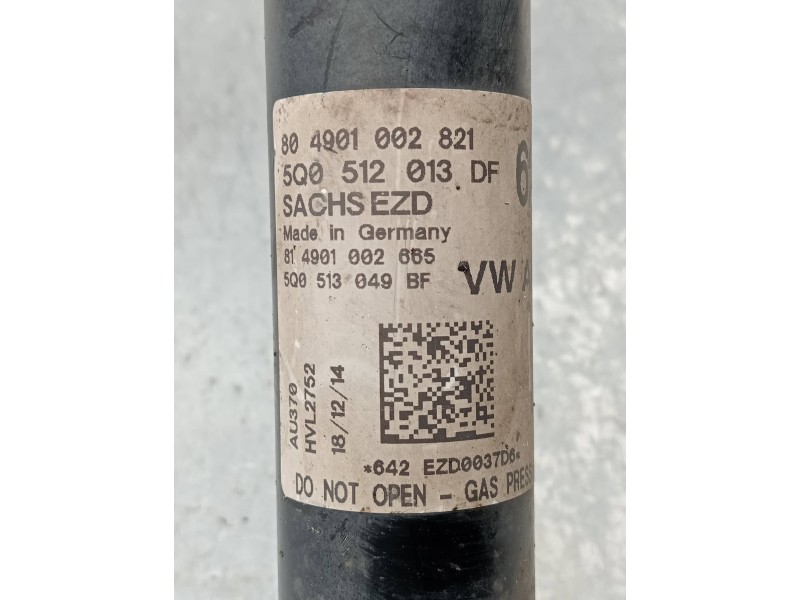 80 4901 002 821
5Q0 512 013 DF 6
SACHS EZD
Made in Germany
81 4901 002 665
5Q0 513 049 BF
VW A
AU370
HVL2752
18/12/14
*642 EZD0037D6*
DO NOT OPEN - GAS PRESS